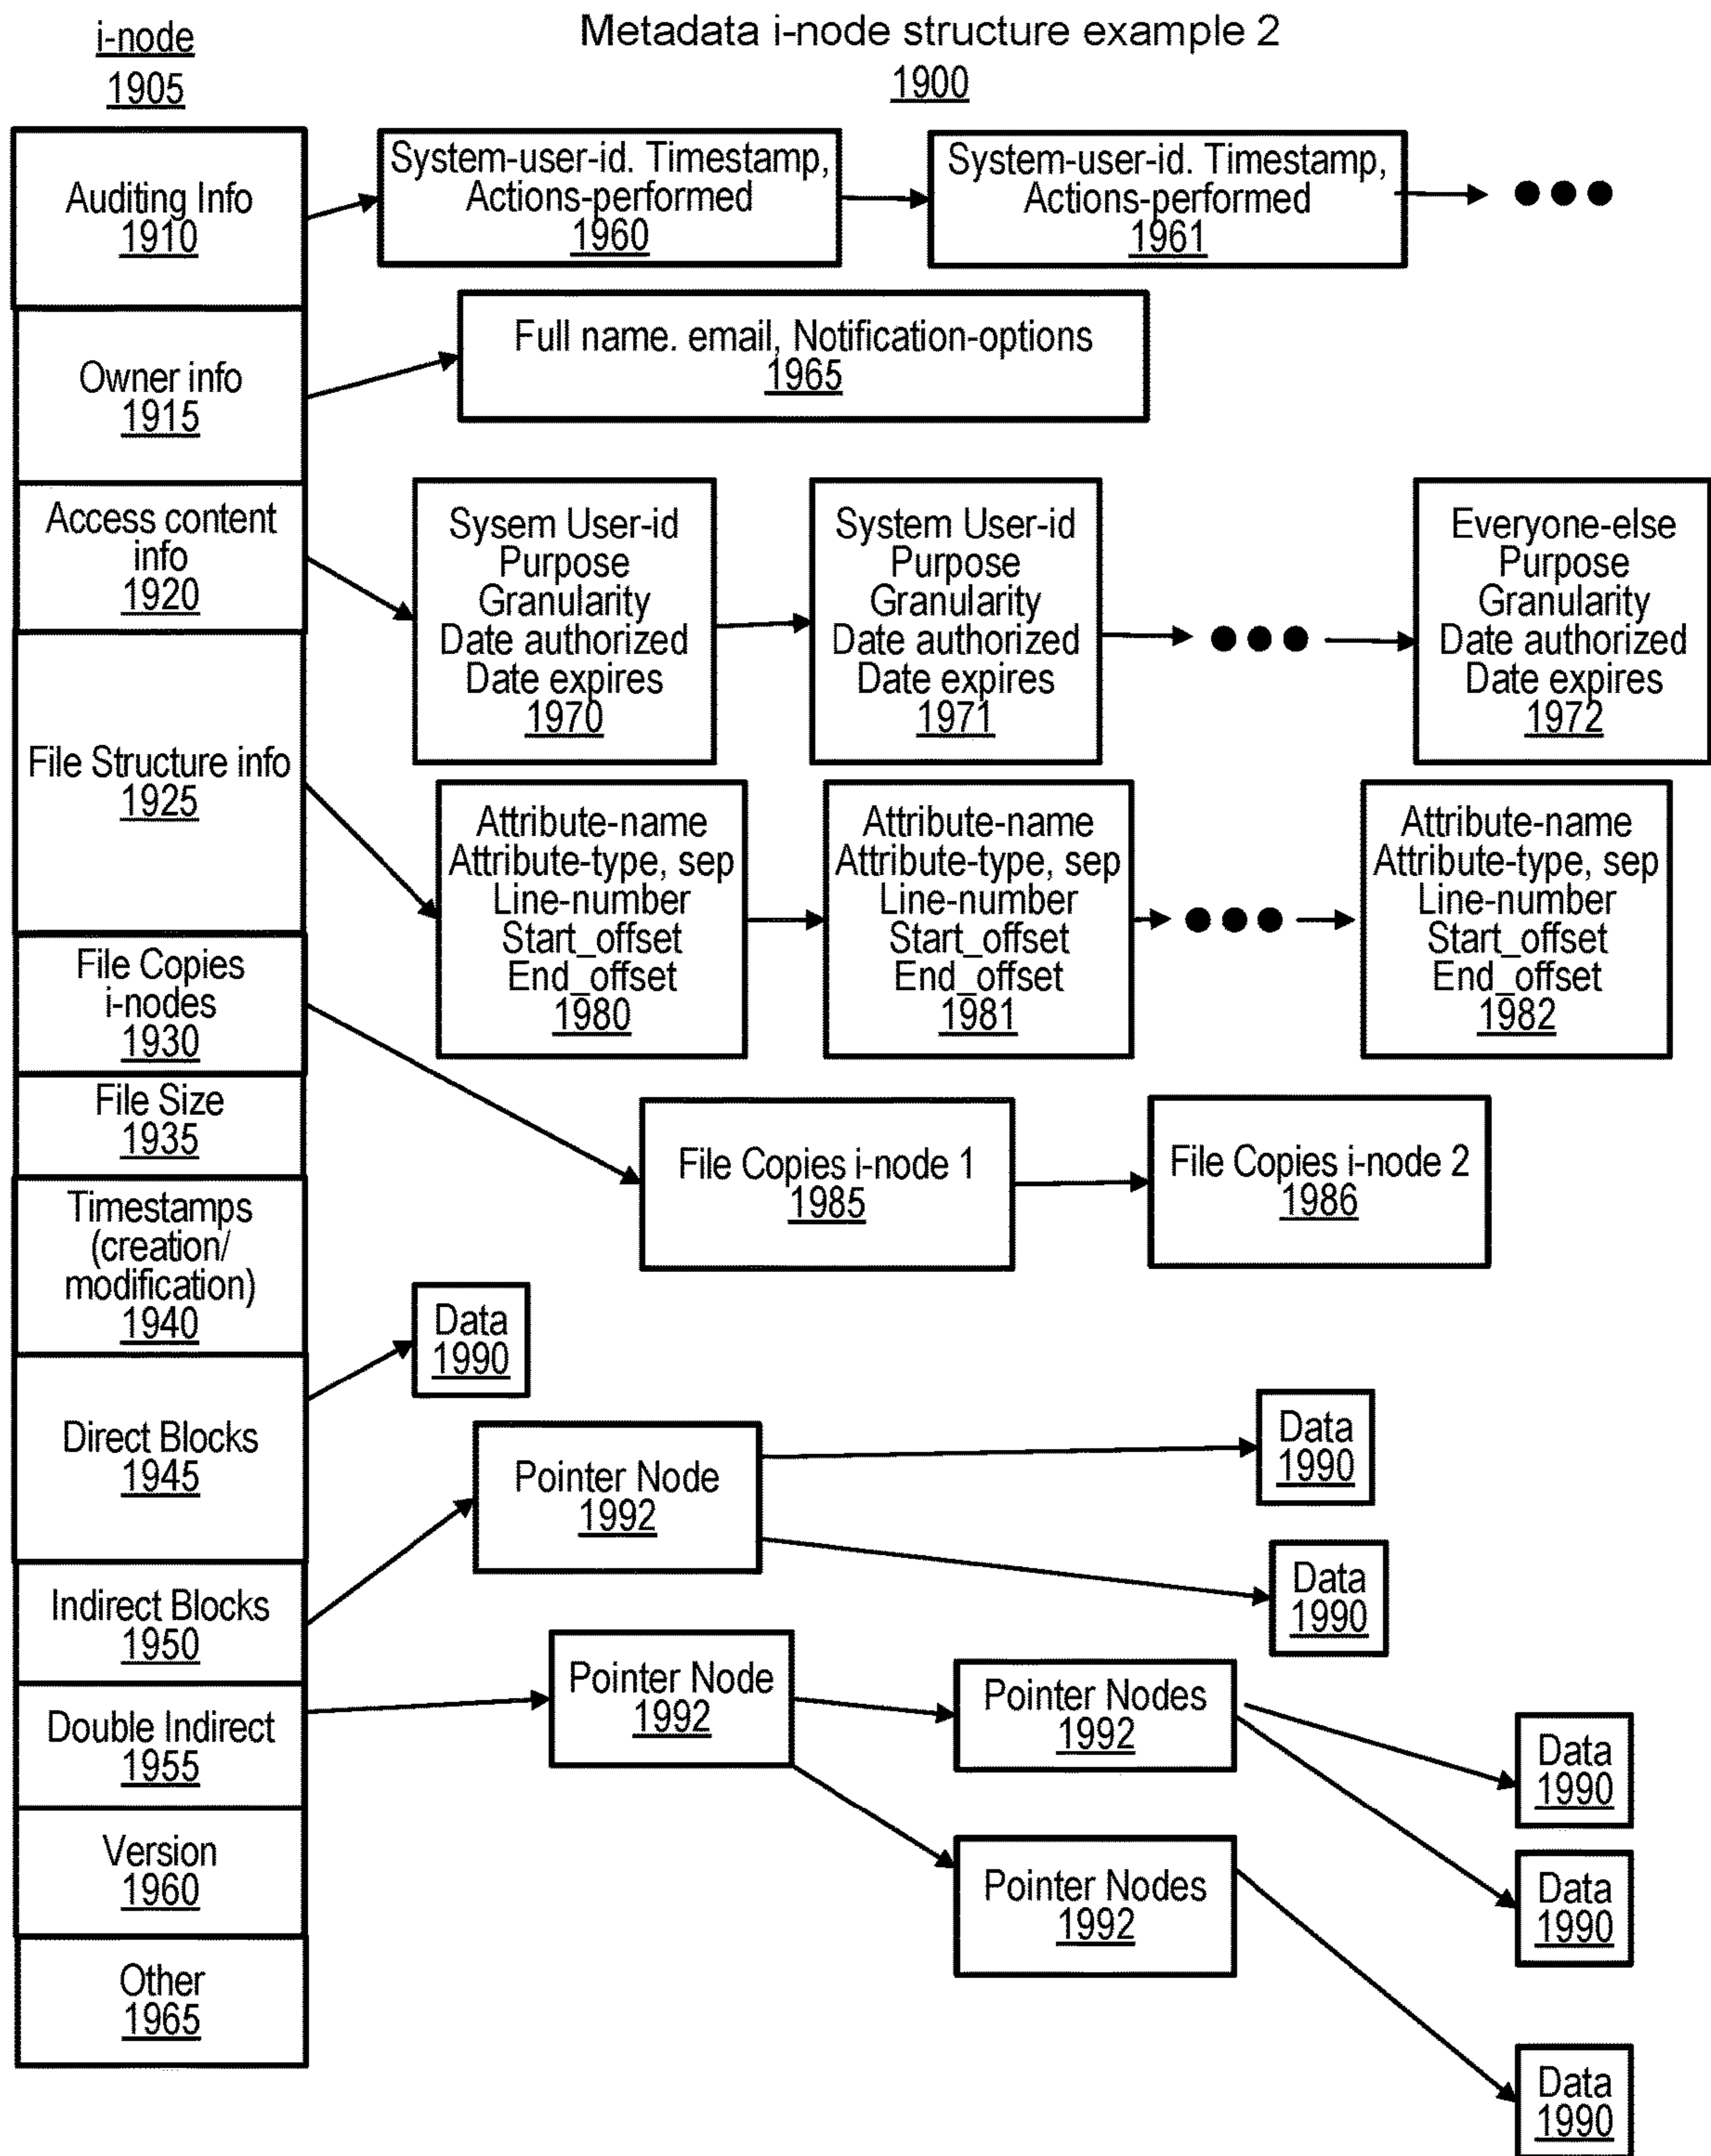 i-node
1905
Metadata i-node structure example 2
1900
Auditing Info
1910
System-user-id. Timestamp,
Actions-performed
1960
System-user-id. Timestamp,
Actions-performed
1961
Owner info
1915
Full name. email, Notification-options
1965
Access content
info
1920
Sysem User-id
Purpose
Granularity
Date authorized
Date expires
1970
System User-id
Purpose
Granularity
Date authorized
Date expires
1971
Everyone-else
Purpose
Granularity
Date authorized
Date expires
1972
File Structure info
1925
Attribute-name
Attribute-type, sep
Line-number
Start_offset
End_offset
1980
Attribute-name
Attribute-type, sep
Line-number
Start_offset
End_offset
1981
Attribute-name
Attribute-type, sep
Line-number
Start_offset
End_offset
1982
File Copies
i-nodes
1930
File Size
1935
File Copies i-node 1
1985
File Copies i-node 2
1986
Timestamps
(creation/
modification)
1940
Data
1990
Direct Blocks
1945
Pointer Node
1992
Data
1990
Data
1990
Indirect Blocks
1950
Double Indirect
1955
Pointer Node
1992
Pointer Nodes
1992
Data
1990
Version
1960
Pointer Nodes
1992
Data
1990
Other
1965
Data
1990